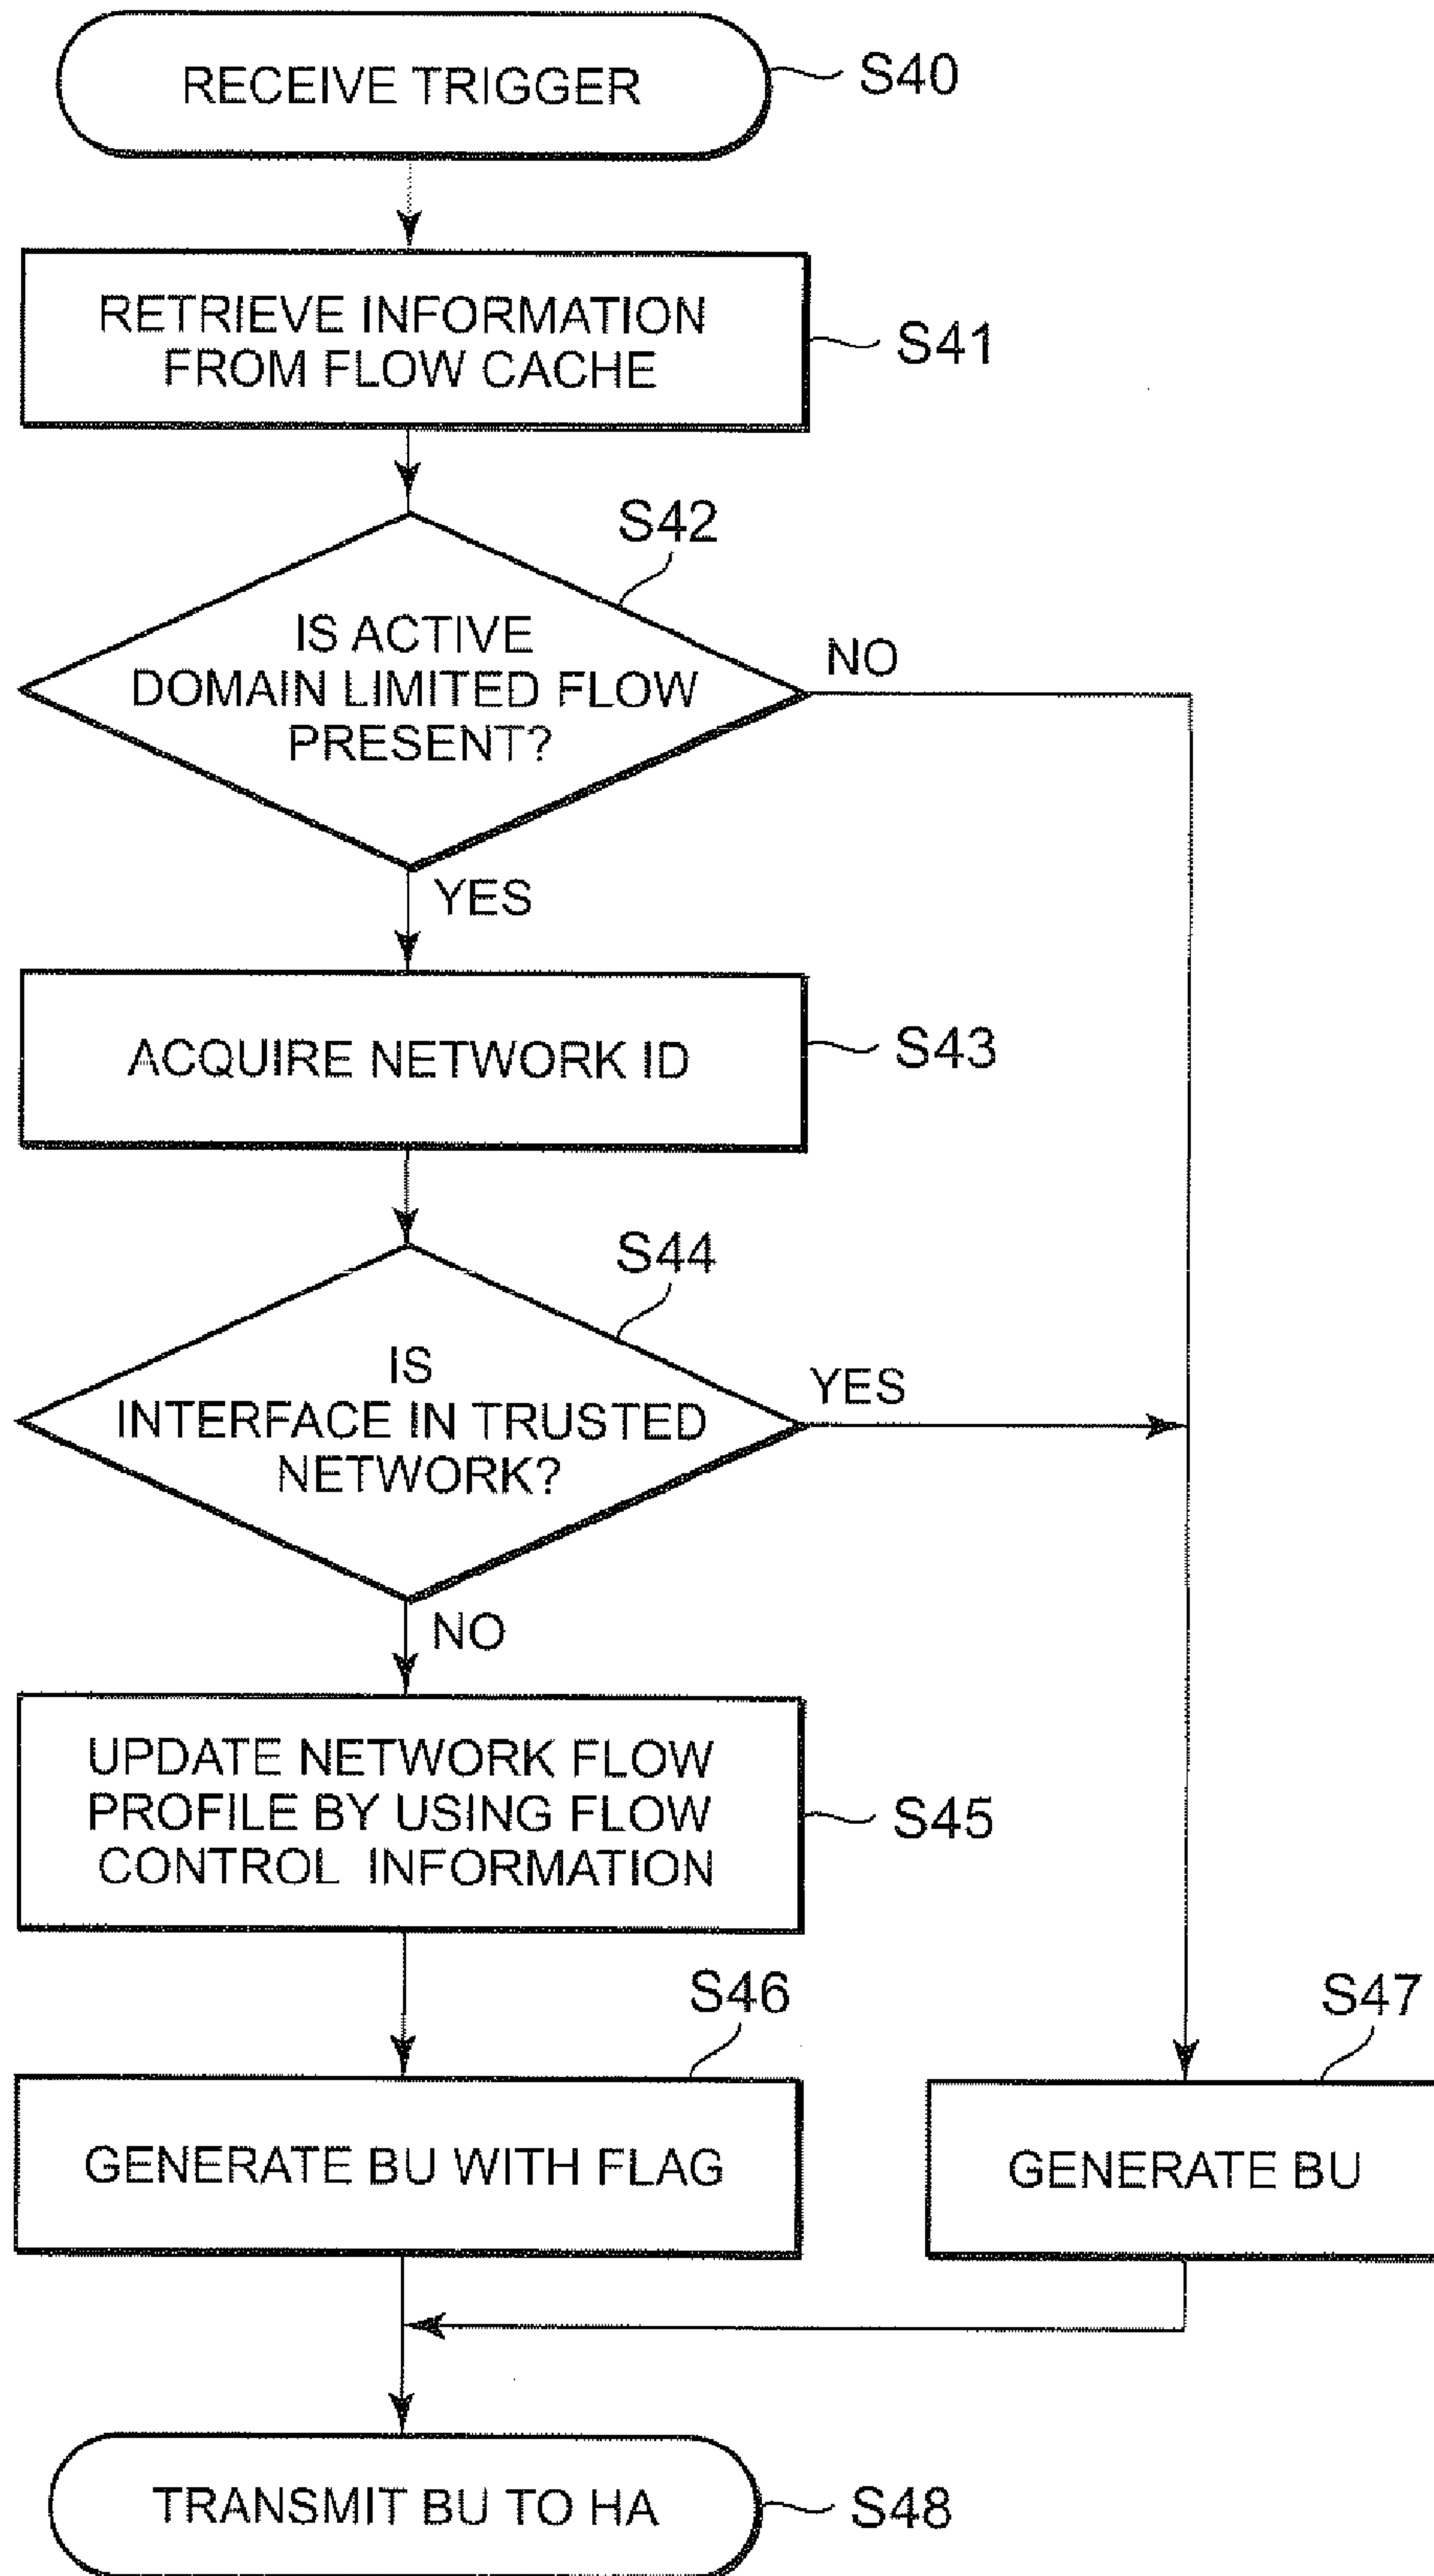 RECEIVE TRIGGER
S40
RETRIEVE INFORMATION
FROM FLOW CACHE
S41
S42
IS ACTIVE
DOMAIN LIMITED FLOW
PRESENT?
NO
YES
ACQUIRE NETWORK ID
S43
S44
IS
INTERFACE IN TRUSTED
NETWORK?
YES
NO
UPDATE NETWORK FLOW
PROFILE BY USING FLOW
CONTROL INFORMATION
S45
S46
GENERATE BU WITH FLAG
S47
GENERATE BU
TRANSMIT BU TO HA
S48